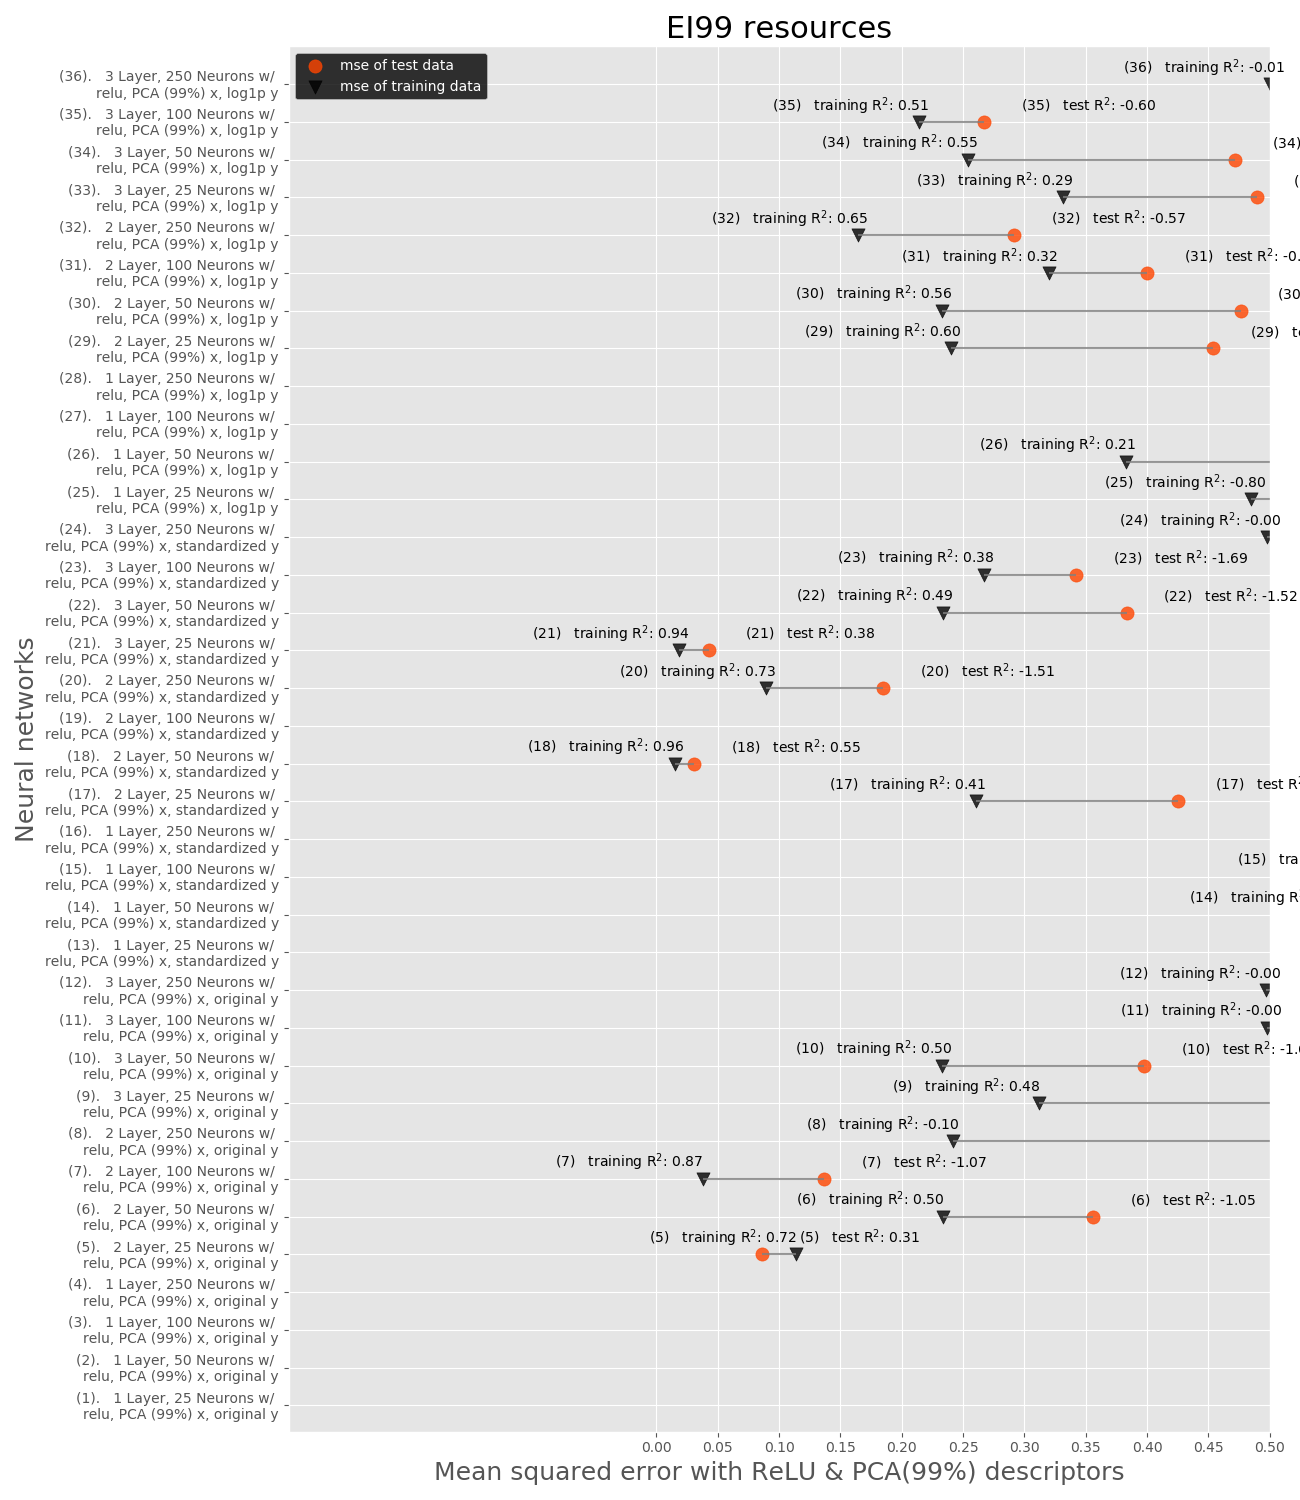 EI99 resources
mse of test data
mse of training data
(36).   3 Layer, 250 Neurons w/
relu, PCA (99%) x, log1p y
(36)   training R²: -0.01
(35).   3 Layer, 100 Neurons w/
relu, PCA (99%) x, log1p y
(35)   training R²: 0.51
(35)   test R²: -0.60
(34).   3 Layer, 50 Neurons w/
relu, PCA (99%) x, log1p y
(34)   training R²: 0.55
(34)
(33).   3 Layer, 25 Neurons w/
relu, PCA (99%) x, log1p y
(33)   training R²: 0.29
(
(32).   2 Layer, 250 Neurons w/
relu, PCA (99%) x, log1p y
(32)   training R²: 0.65
(32)   test R²: -0.57
(31).   2 Layer, 100 Neurons w/
relu, PCA (99%) x, log1p y
(31)   training R²: 0.32
(31)   test R²: -0.
(30).   2 Layer, 50 Neurons w/
relu, PCA (99%) x, log1p y
(30)   training R²: 0.56
(30
(29).   2 Layer, 25 Neurons w/
relu, PCA (99%) x, log1p y
(29)   training R²: 0.60
(29)   te
(28).   1 Layer, 250 Neurons w/
relu, PCA (99%) x, log1p y
(27).   1 Layer, 100 Neurons w/
relu, PCA (99%) x, log1p y
(26).   1 Layer, 50 Neurons w/
relu, PCA (99%) x, log1p y
(26)   training R²: 0.21
(25).   1 Layer, 25 Neurons w/
relu, PCA (99%) x, log1p y
(25)   training R²: -0.80
(24).   3 Layer, 250 Neurons w/
relu, PCA (99%) x, standardized y
(24)   training R²: -0.00
(23).   3 Layer, 100 Neurons w/
relu, PCA (99%) x, standardized y
(23)   training R²: 0.38
(23)   test R²: -1.69
(22).   3 Layer, 50 Neurons w/
relu, PCA (99%) x, standardized y
(22)   training R²: 0.49
(22)   test R²: -1.52
(21).   3 Layer, 25 Neurons w/
relu, PCA (99%) x, standardized y
(21)   training R²: 0.94
(21)   test R²: 0.38
(20).   2 Layer, 250 Neurons w/
relu, PCA (99%) x, standardized y
(20)   training R²: 0.73
(20)   test R²: -1.51
(19).   2 Layer, 100 Neurons w/
relu, PCA (99%) x, standardized y
(18).   2 Layer, 50 Neurons w/
relu, PCA (99%) x, standardized y
(18)   training R²: 0.96
(18)   test R²: 0.55
(17).   2 Layer, 25 Neurons w/
relu, PCA (99%) x, standardized y
(17)   training R²: 0.41
(17)   test R²
(16).   1 Layer, 250 Neurons w/
relu, PCA (99%) x, standardized y
(15).   1 Layer, 100 Neurons w/
relu, PCA (99%) x, standardized y
(15)   tra
(14).   1 Layer, 50 Neurons w/
relu, PCA (99%) x, standardized y
(14)   training R
(13).   1 Layer, 25 Neurons w/
relu, PCA (99%) x, standardized y
(12).   3 Layer, 250 Neurons w/
relu, PCA (99%) x, original y
(12)   training R²: -0.00
(11).   3 Layer, 100 Neurons w/
relu, PCA (99%) x, original y
(11)   training R²: -0.00
(10).   3 Layer, 50 Neurons w/
relu, PCA (99%) x, original y
(10)   training R²: 0.50
(10)   test R²: -1.
(9).   3 Layer, 25 Neurons w/
relu, PCA (99%) x, original y
(9)   training R²: 0.48
(8).   2 Layer, 250 Neurons w/
relu, PCA (99%) x, original y
(8)   training R²: -0.10
(7).   2 Layer, 100 Neurons w/
relu, PCA (99%) x, original y
(7)   training R²: 0.87
(7)   test R²: -1.07
(6).   2 Layer, 50 Neurons w/
relu, PCA (99%) x, original y
(6)   training R²: 0.50
(6)   test R²: -1.05
(5).   2 Layer, 25 Neurons w/
relu, PCA (99%) x, original y
(5)   training R²: 0.72
(5)   test R²: 0.31
(4).   1 Layer, 250 Neurons w/
relu, PCA (99%) x, original y
(3).   1 Layer, 100 Neurons w/
relu, PCA (99%) x, original y
(2).   1 Layer, 50 Neurons w/
relu, PCA (99%) x, original y
(1).   1 Layer, 25 Neurons w/
relu, PCA (99%) x, original y
Neural networks
0.00 0.05 0.10 0.15 0.20 0.25 0.30 0.35 0.40 0.45 0.50
Mean squared error with ReLU & PCA(99%) descriptors